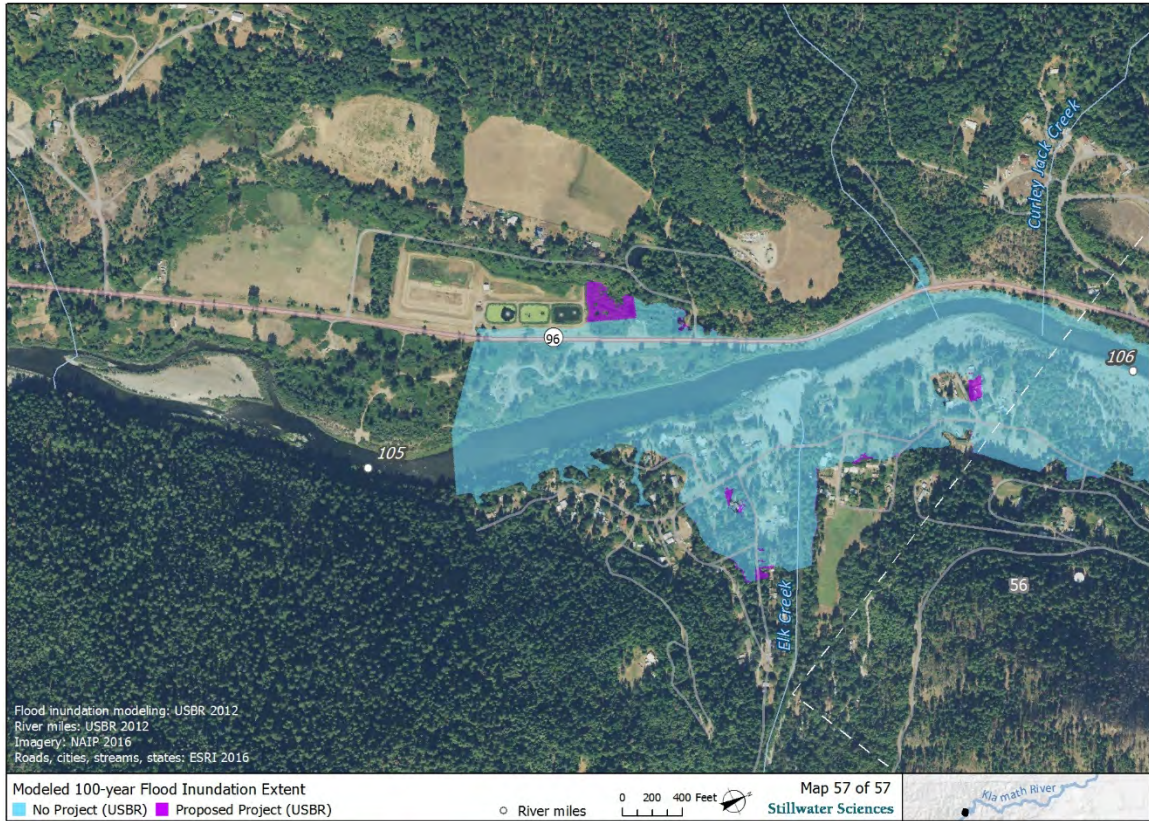 Curley Jack Creek
96
106
105
56
Elk Creek
Flood inundation modeling: USBR 2012
River miles: USBR 2012
Imagery: NAIP 2016
Roads, cities, streams, states: ESRI 2016
Modeled 100-year Flood Inundation Extent
No Project (USBR) Proposed Project (USBR)
River miles
0 200 400 Feet
Map 57 of 57
Stillwater Sciences
Kla math River